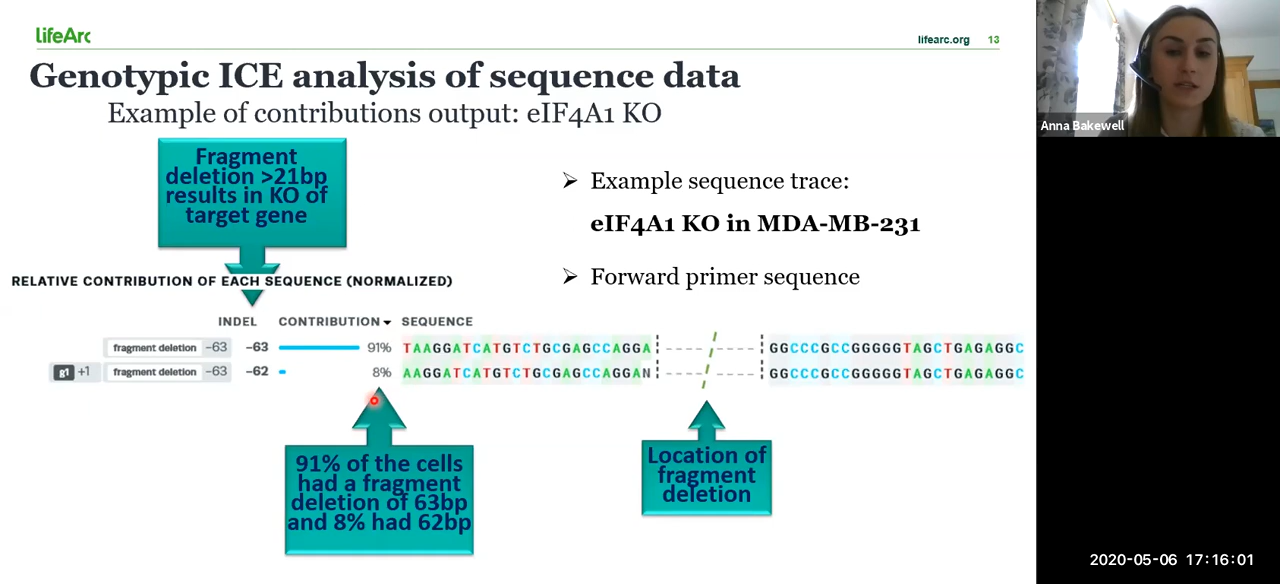 lifeArc
lifearc.org 13
Genotypic ICE analysis of sequence data
Example of contributions output: eIF4A1 KO
Fragment
deletion >21bp
results in KO of
target gene
➢ Example sequence trace:
eIF4A1 KO in MDA-MB-231
➢ Forward primer sequence
RELATIVE CONTRIBUTION OF EACH SEQUENCE (NORMALIZED)
INDEL CONTRIBUTION SEQUENCE
fragment deletion -63 -63 91% TAAGGATCATGTCTGCGAGCCAGGA GGCCCGCCGGGGGTAGCTGAGAGGC
g1 +1 fragment deletion -63 -62 8% AAGGATCATGTCTGCGAGCCAGGAN GGCCCGCCGGGGGTAGCTGAGAGGC
91% of the cells
had a fragment
deletion of 63bp
and 8% had 62bp
Location of
fragment
deletion
Anna Bakewell
2020-05-06 17:16:01